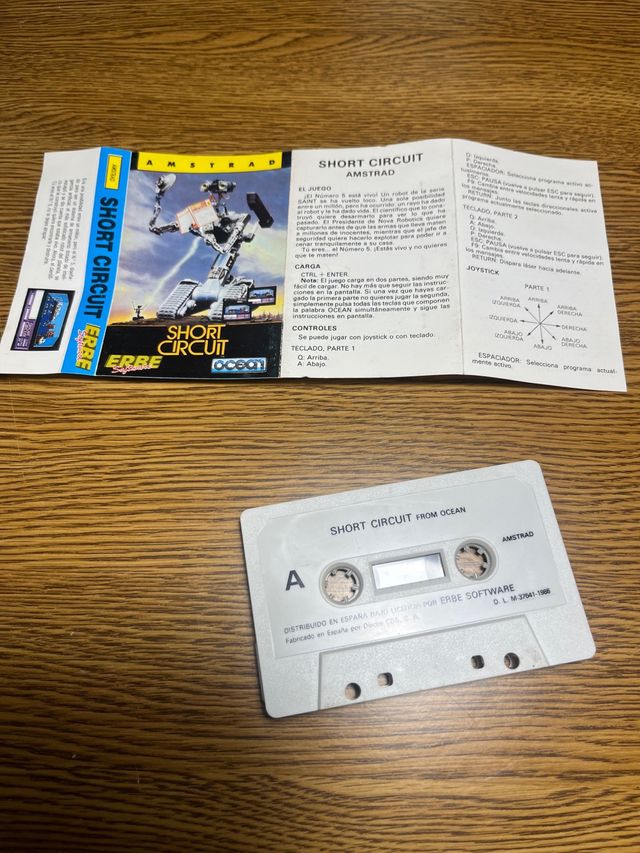 AMSTRAD
SHORT CIRCUIT
ERBE
Software
AMSTRAD
SHORT
CIRCUIT
ERBE
Software
ocean
SHORT CIRCUIT
AMSTRAD
EL JUEGO
¡El Número 5 está vivo! Un robot de la serie
SAINT se ha vuelto loco. Una sola posibilidad
entre un millón, pero ha ocurrido: un rayo ha dado
al robot y le ha dado vida. El científico que lo cons-
truyó quiere desarmarlo para ver lo que ha
pasado. El Presidente de Nova Robotics quiere
capturarlo antes de que las armas que lleva maten
a millones de inocentes, mientras que el jefe de
seguridad quiere hacerlo explotar para poder ir a
cenar tranquilamente a su casa.
Tú eres... el Número 5. ¡Estás vivo y no quieres
que te maten!
CARGA
CTRL + ENTER.
Nota: El juego carga en dos partes, siendo muy
fácil de cargar. No hay más que seguir las instruc-
ciones en la pantalla. Si una vez que hayas car-
gado la primera parte no quieres jugar la segunda,
simplemente pulsa todas las teclas que componen
la palabra OCEAN simultáneamente y sigue las
instrucciones en pantalla.
CONTROLES
Se puede jugar con joystick o con teclado.
TECLADO, PARTE 1
Q: Arriba.
A: Abajo.
O: Izquierda.
P: Derecha.
ESPACIADOR: Selecciona programa activo ac-
tualmente.
ESC: PAUSA (vuelve a pulsar ESC para seguir).
F9: Cambia entre velocidades lenta y rápida en
los mensajes.
RETURN: Junto las teclas direccionales activa
programa actualmente seleccionado.
TECLADO, PARTE 2
Q: Arriba.
A: Abajo.
O: Izquierda.
P: Derecha.
ESC: PAUSA (vuelve a pulsar ESC para seguir).
F9: Cambia entre velocidades lenta y rápida en
los mensajes.
RETURN: Dispara láser hacia adelante.
JOYSTICK
PARTE 1
ARRIBA
ARRIBA IZQUIERDA
ARRIBA DERECHA
IZQUIERDA
DERECHA
ABAJO IZQUIERDA
ABAJO DERECHA
ABAJO
ESPACIADOR: Selecciona programa actual-
mente activo.
SHORT CIRCUIT FROM OCEAN
AMSTRAD
A
DISTRIBUIDO EN ESPAÑA BAJO LICENCIA POR ERBE SOFTWARE
Fabricado en España por Discos CBS, S. A.
D. L. M-37641-1986